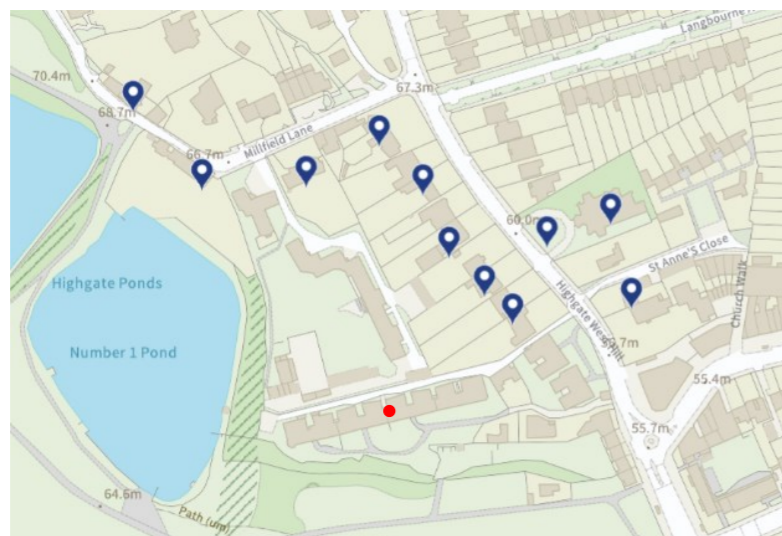 Langbourne
70.4m
67.3m
68.7m
66.7m
Millfield Lane
60.0m
St Anne'S Close
Highgate Ponds
Highgate West Hill
Church Walk
Number 1 Pond
55.4m
55.7m
64.6m
Path (um)